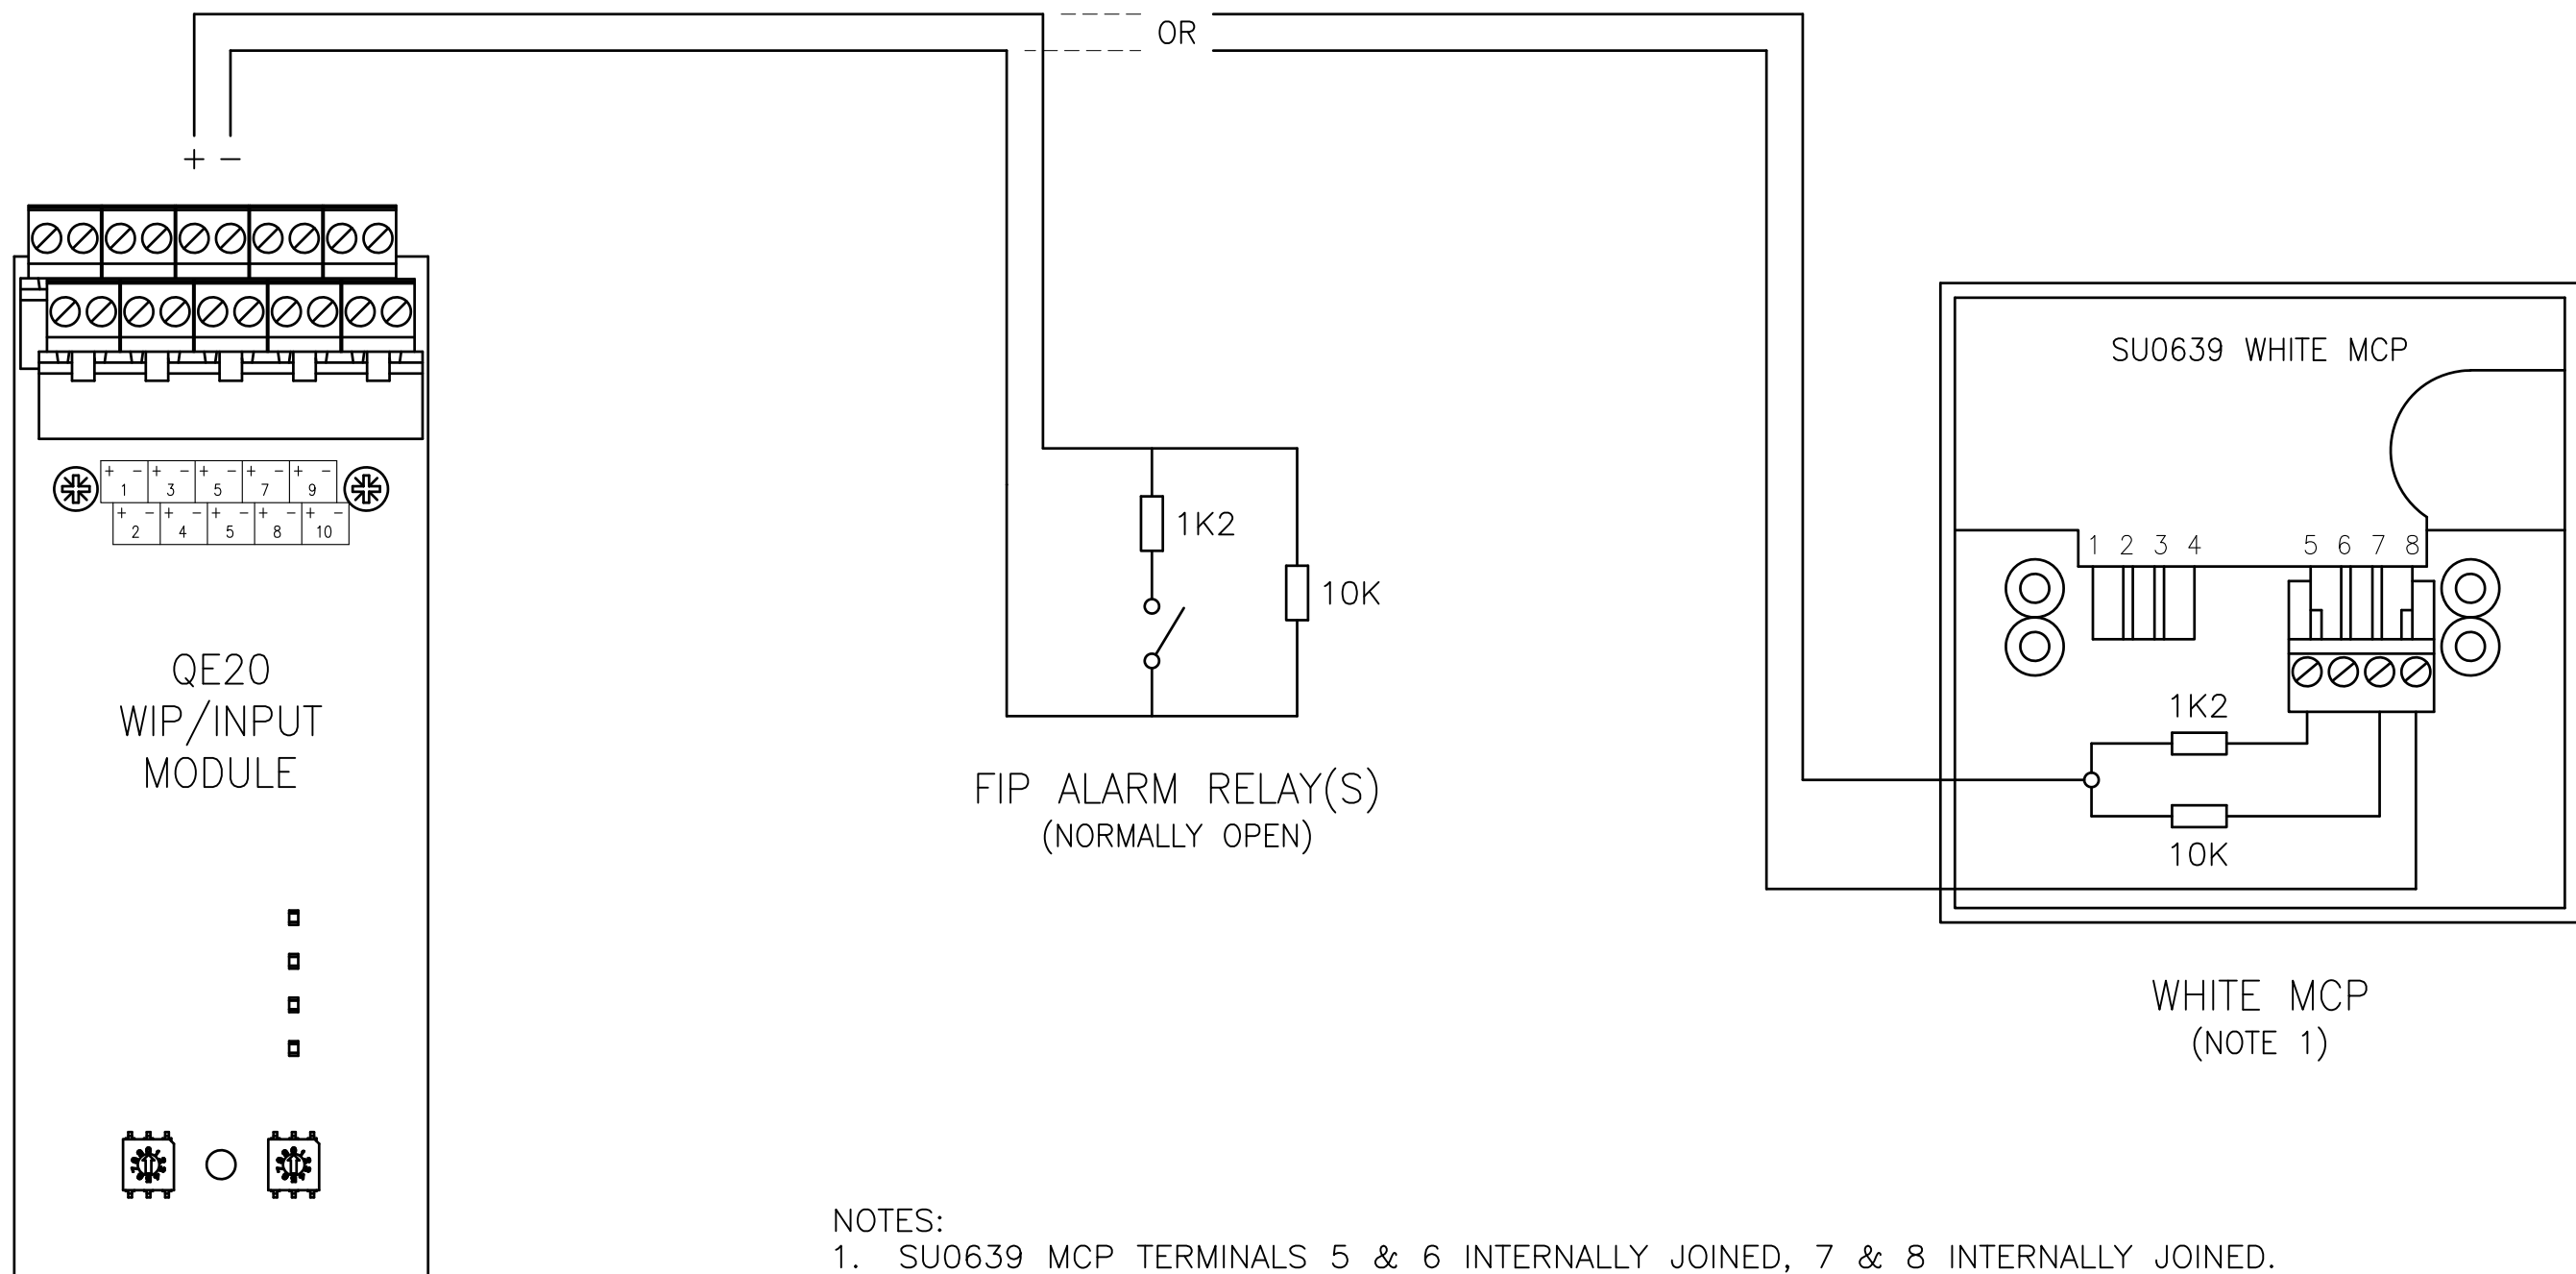 OR
+ −
SU0639 WHITE MCP
+ − + − + − + − + −
1 3 5 7 9
+ − + − + − + − + −
2 4 5 8 10
1K2
10K
1 2 3 4 5 6 7 8
QE20
WIP/INPUT
MODULE
1K2
10K
FIP ALARM RELAY(S)
(NORMALLY OPEN)
WHITE MCP
(NOTE 1)
NOTES:
1. SU0639 MCP TERMINALS 5 & 6 INTERNALLY JOINED, 7 & 8 INTERNALLY JOINED.